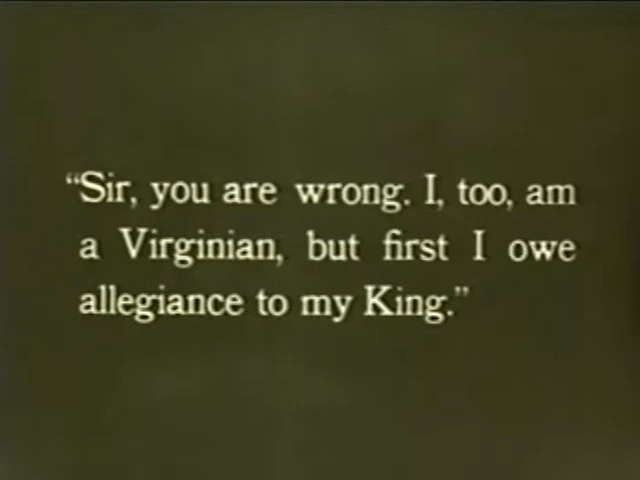 “Sir, you are wrong. I, too, am
a Virginian, but first I owe
allegiance to my King.”